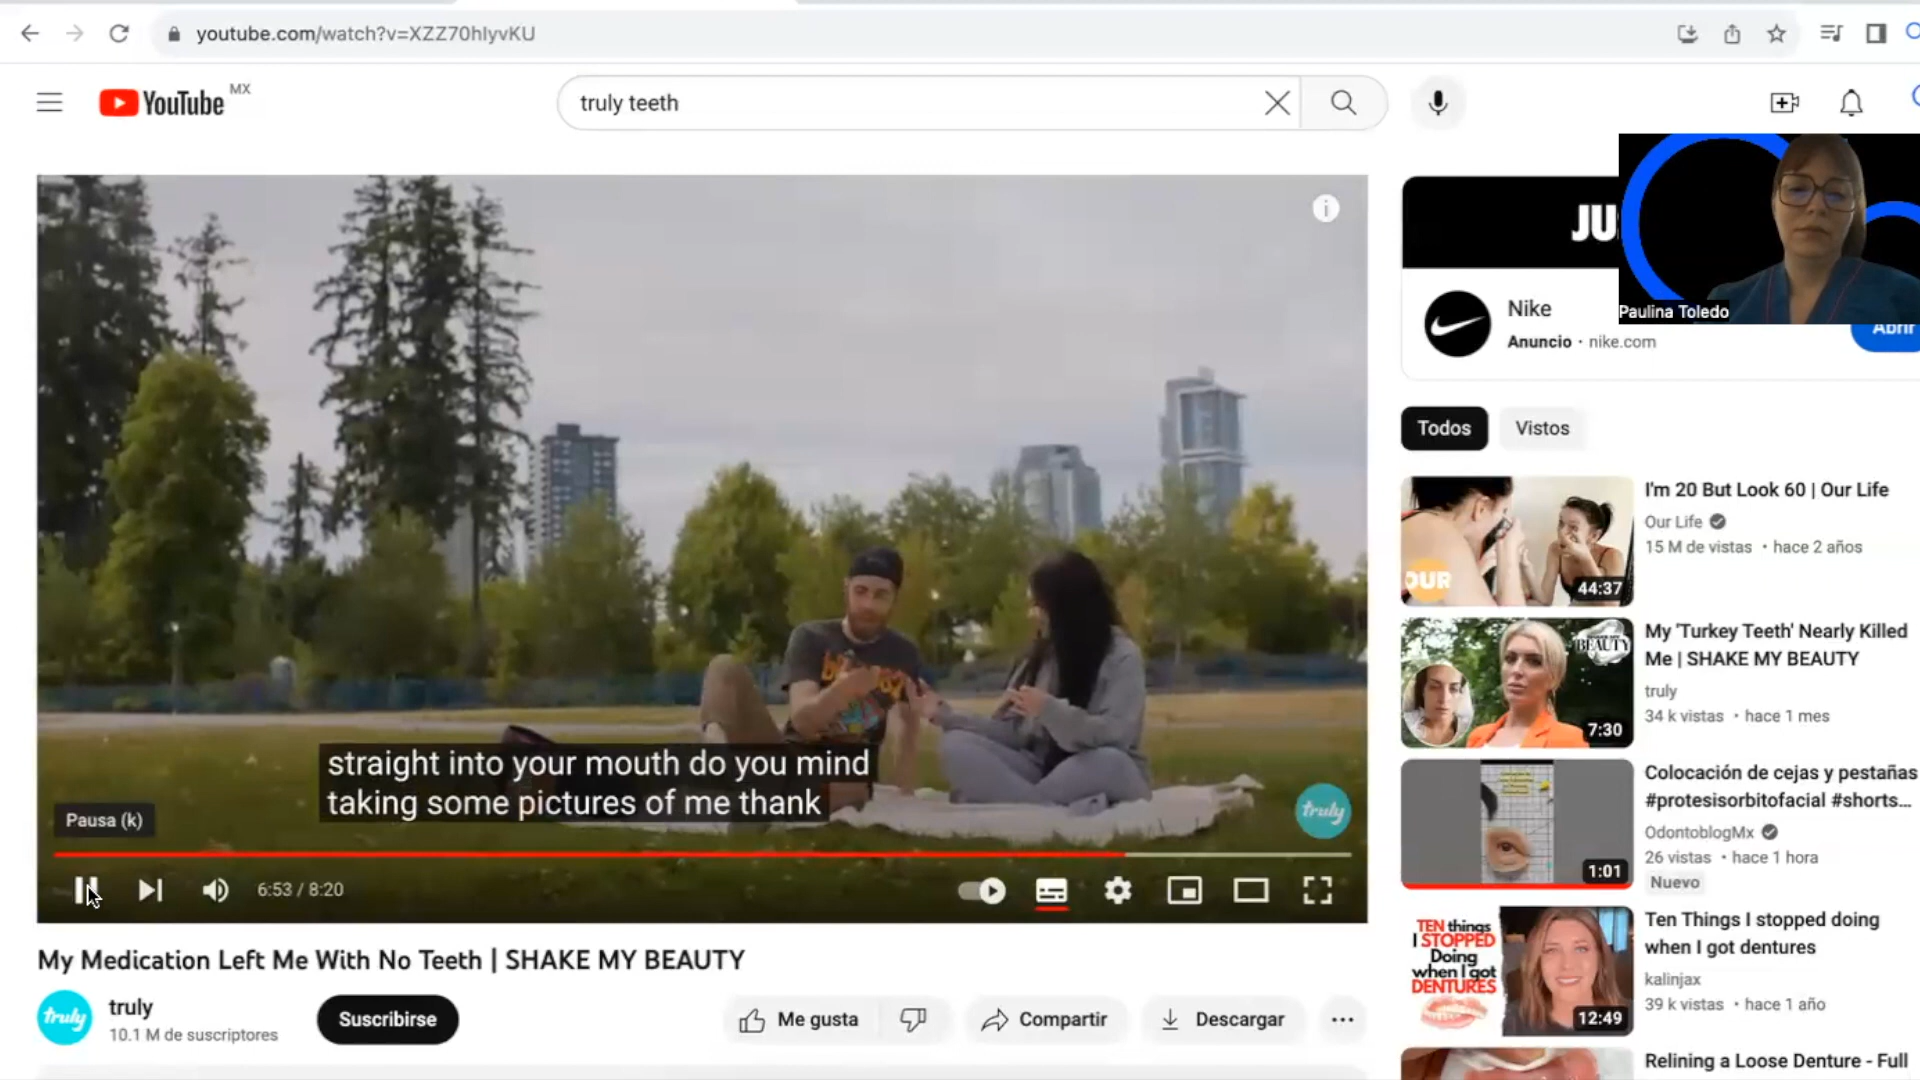 youtube.com/watch?v=XZZ70hIyvKU
YouTube MX
truly teeth
JU
Nike
Anuncio · nike.com
Abrir
Paulina Toledo
Todos
Vistos
straight into your mouth do you mind
taking some pictures of me thank
truly
Pausa (k)
6:53 / 8:20
My Medication Left Me With No Teeth | SHAKE MY BEAUTY
truly
truly
10.1 M de suscriptores
Suscribirse
Me gusta
Compartir
Descargar
OUR
44:37
I'm 20 But Look 60 | Our Life
Our Life
15 M de vistas · hace 2 años
BEAUTY
7:30
My 'Turkey Teeth' Nearly Killed
Me | SHAKE MY BEAUTY
truly
34 k vistas · hace 1 mes
1:01
Colocación de cejas y pestañas
#protesisorbitofacial #shorts...
OdontoblogMx
26 vistas · hace 1 hora
Nuevo
TEN things
I STOPPED
Doing
when I got
DENTURES
12:49
Ten Things I stopped doing
when I got dentures
kalinjax
39 k vistas · hace 1 año
Relining a Loose Denture - Full